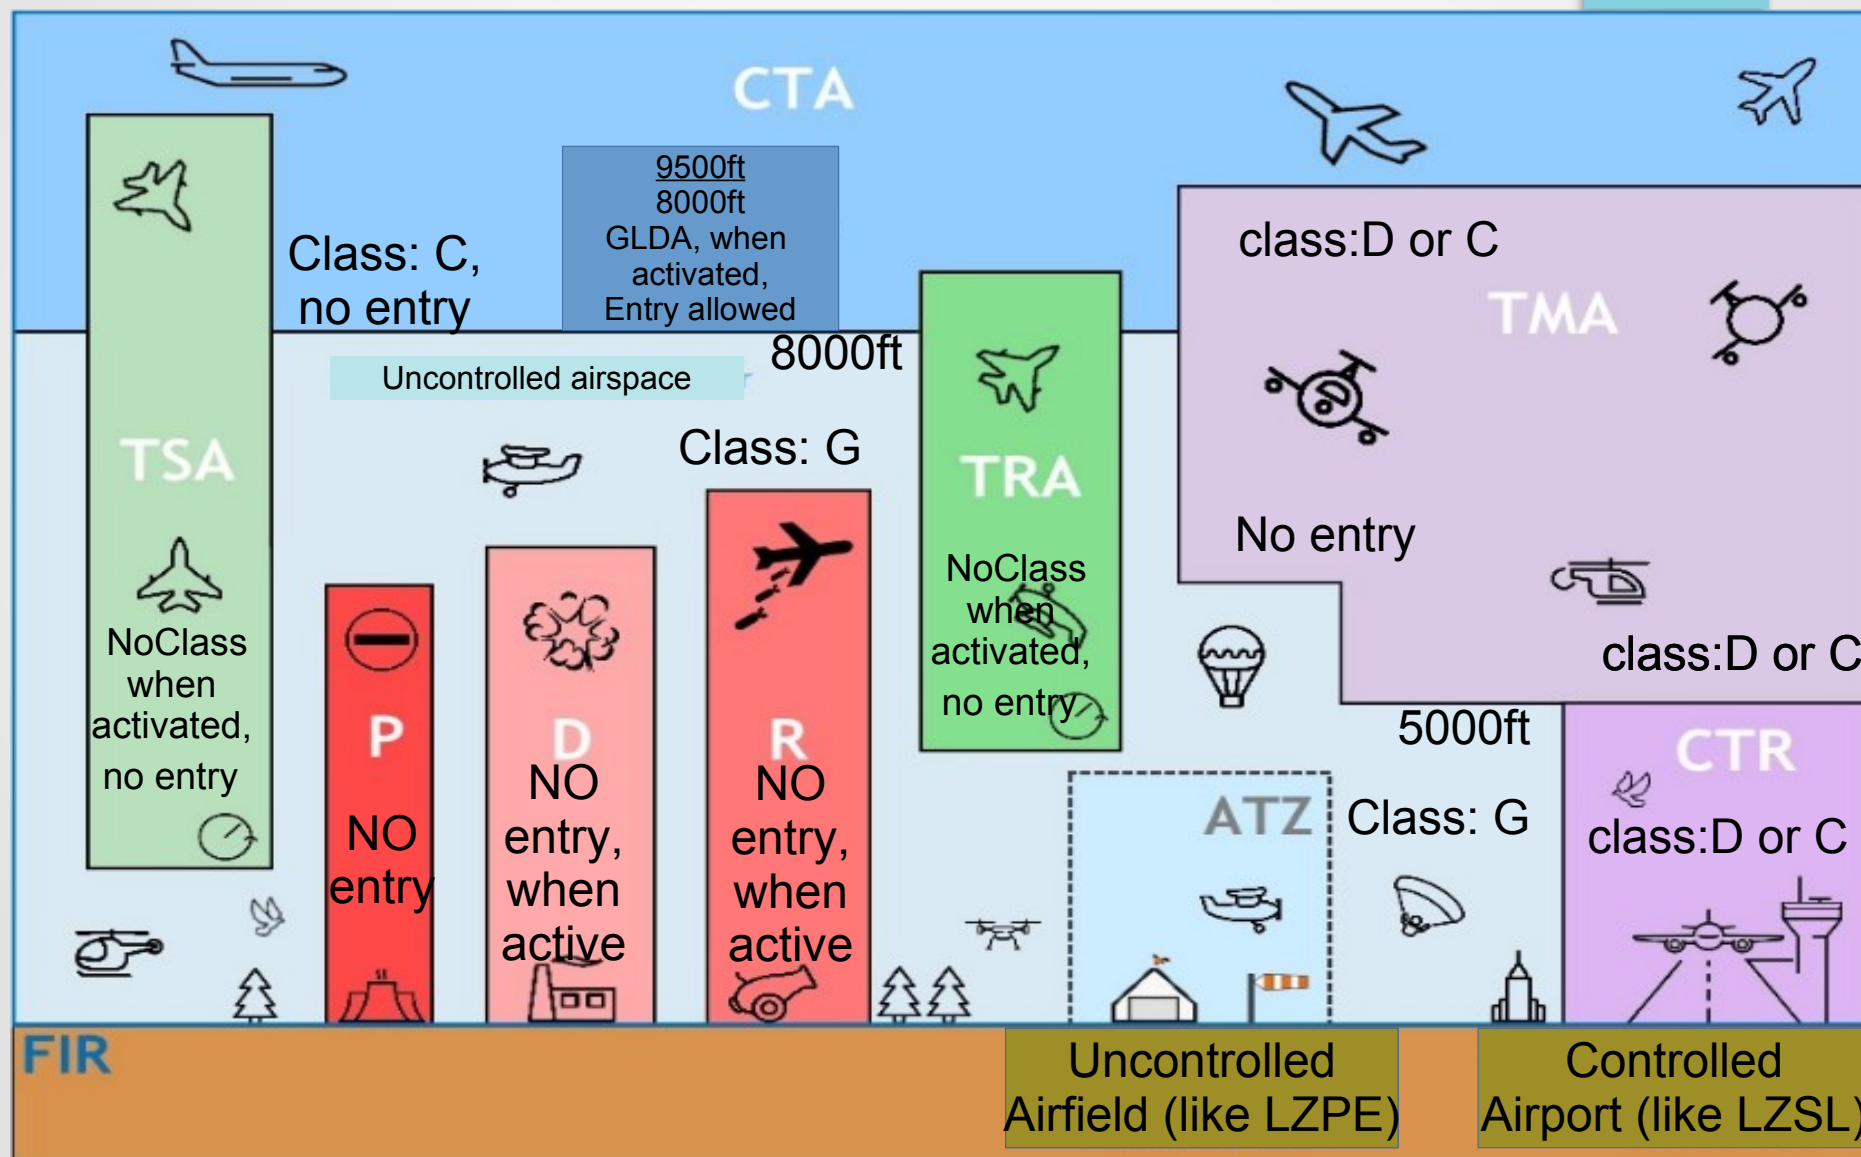 CTA
9500ft
8000ft
GLDA, when
activated,
Entry allowed
Class: C,
no entry
class:D or C
TMA
8000ft
Uncontrolled airspace
Class: G
TSA
TRA
No entry
NoClass
when
activated,
no entry
NoClass
when
activated,
no entry
class:D or C
P
NO
entry
D
NO
entry,
when
active
R
NO
entry,
when
active
5000ft
CTR
ATZ
Class: G
class:D or C
FIR
Uncontrolled
Airfield (like LZPE)
Controlled
Airport (like LZSL)